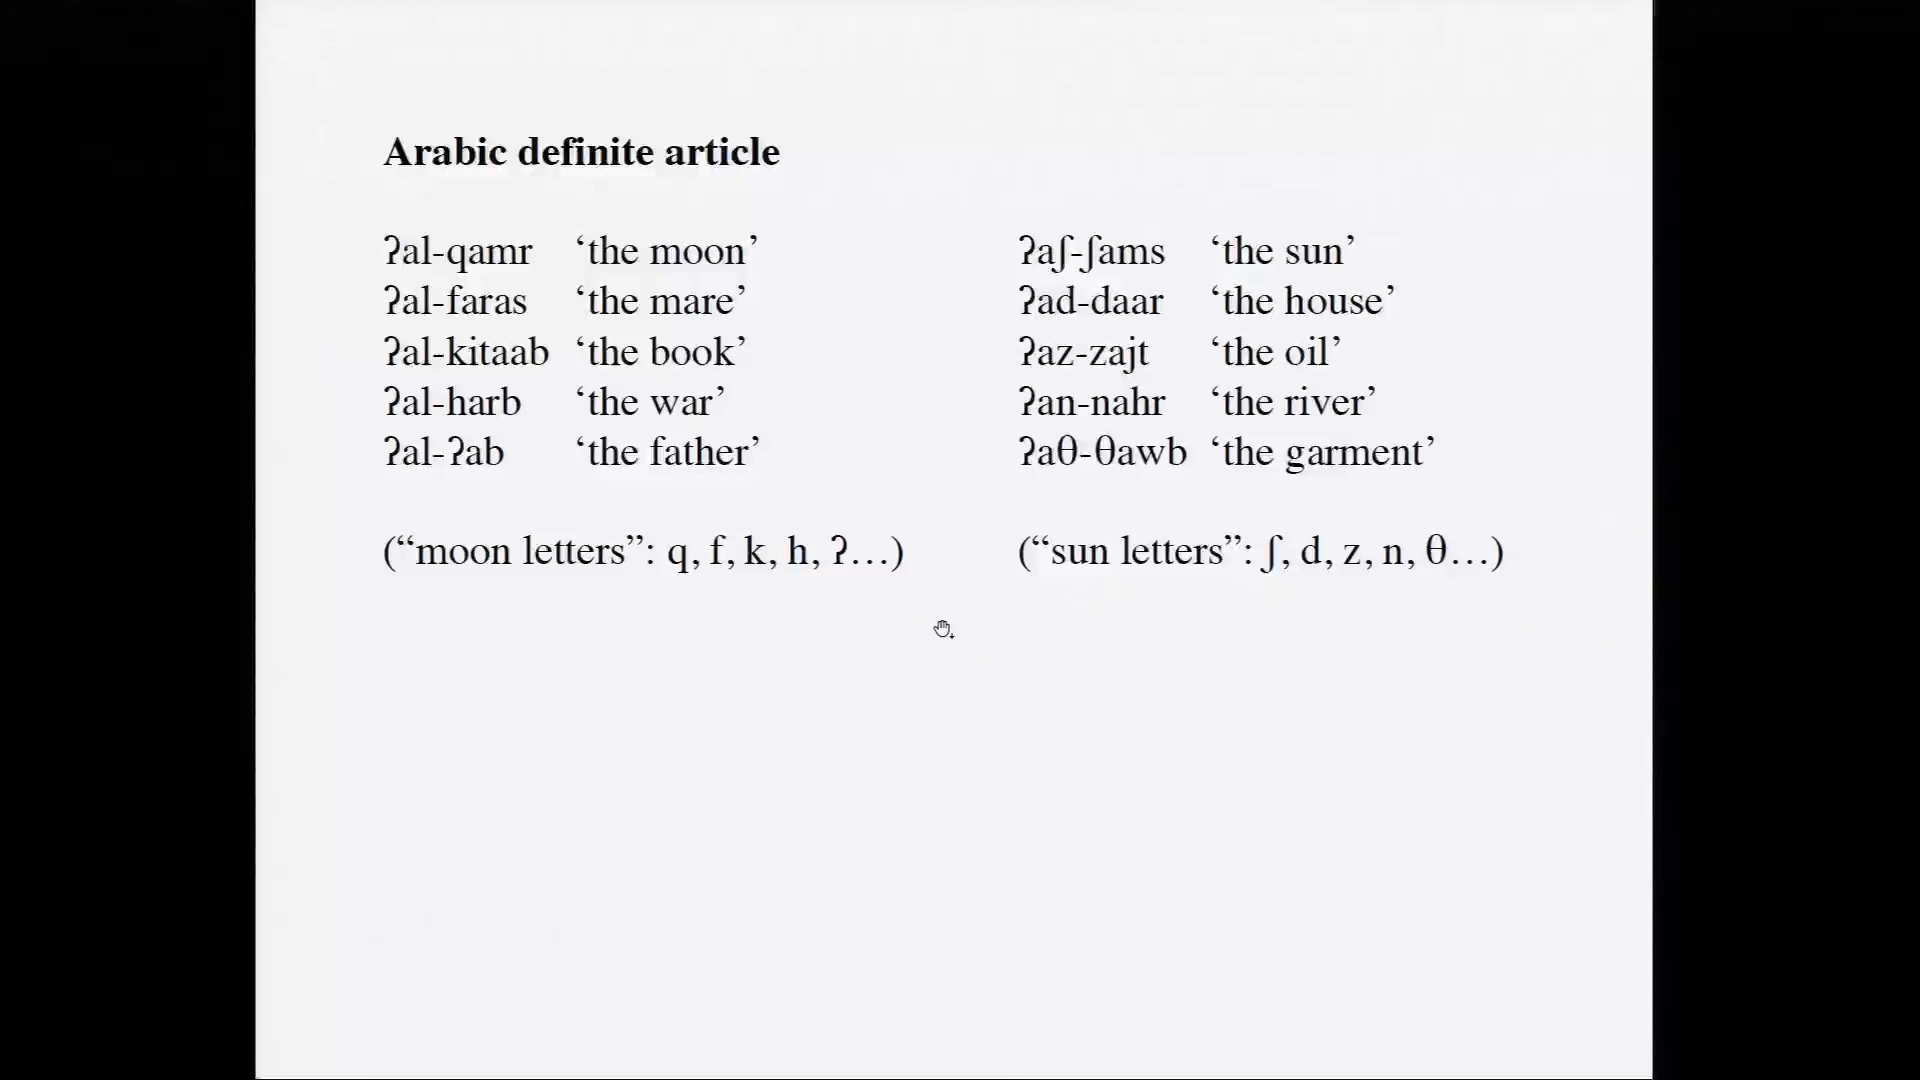 Arabic definite article
ʔal-qamr ‘the moon’ ʔaʃ-ʃams ‘the sun’
ʔal-faras ‘the mare’ ʔad-daar ‘the house’
ʔal-kitaab ‘the book’ ʔaz-zajt ‘the oil’
ʔal-harb ‘the war’ ʔan-nahr ‘the river’
ʔal-ʔab ‘the father’ ʔaθ-θawb ‘the garment’
(“moon letters”: q, f, k, h, ʔ…) (“sun letters”: ʃ, d, z, n, θ…)